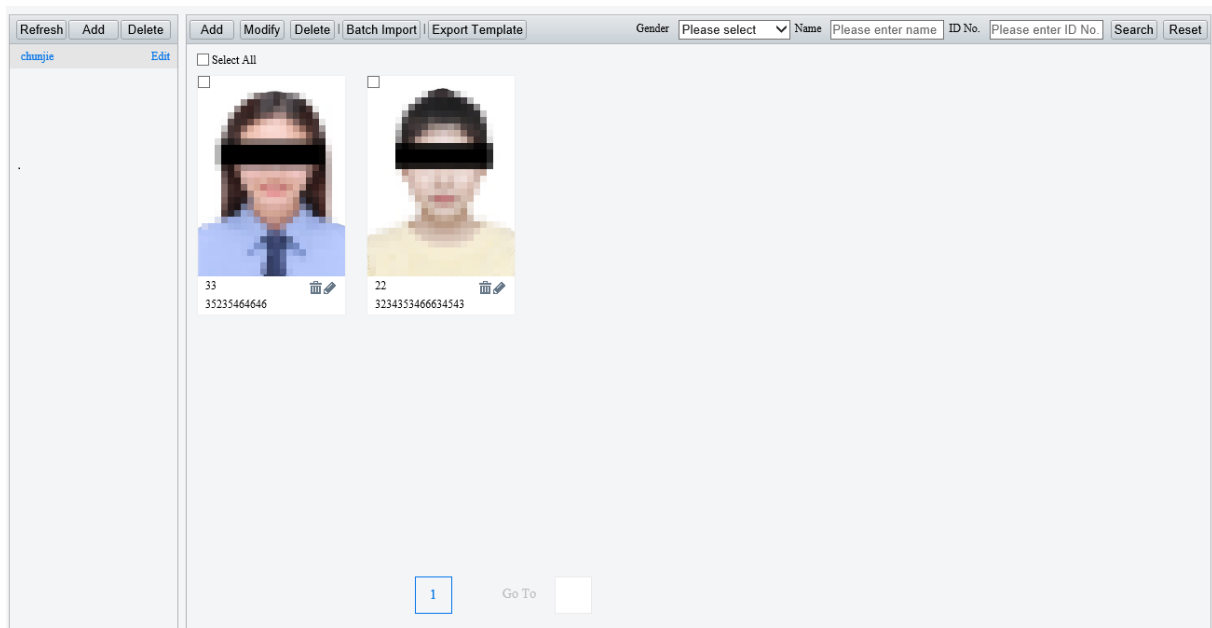 Refresh Add Delete
chunjie Edit
.
Add Modify Delete | Batch Import | Export Template Gender Please select Name Please enter name ID No. Please enter ID No. Search Reset
Select All
33
35235464646
22
3234353466634543
1 Go To